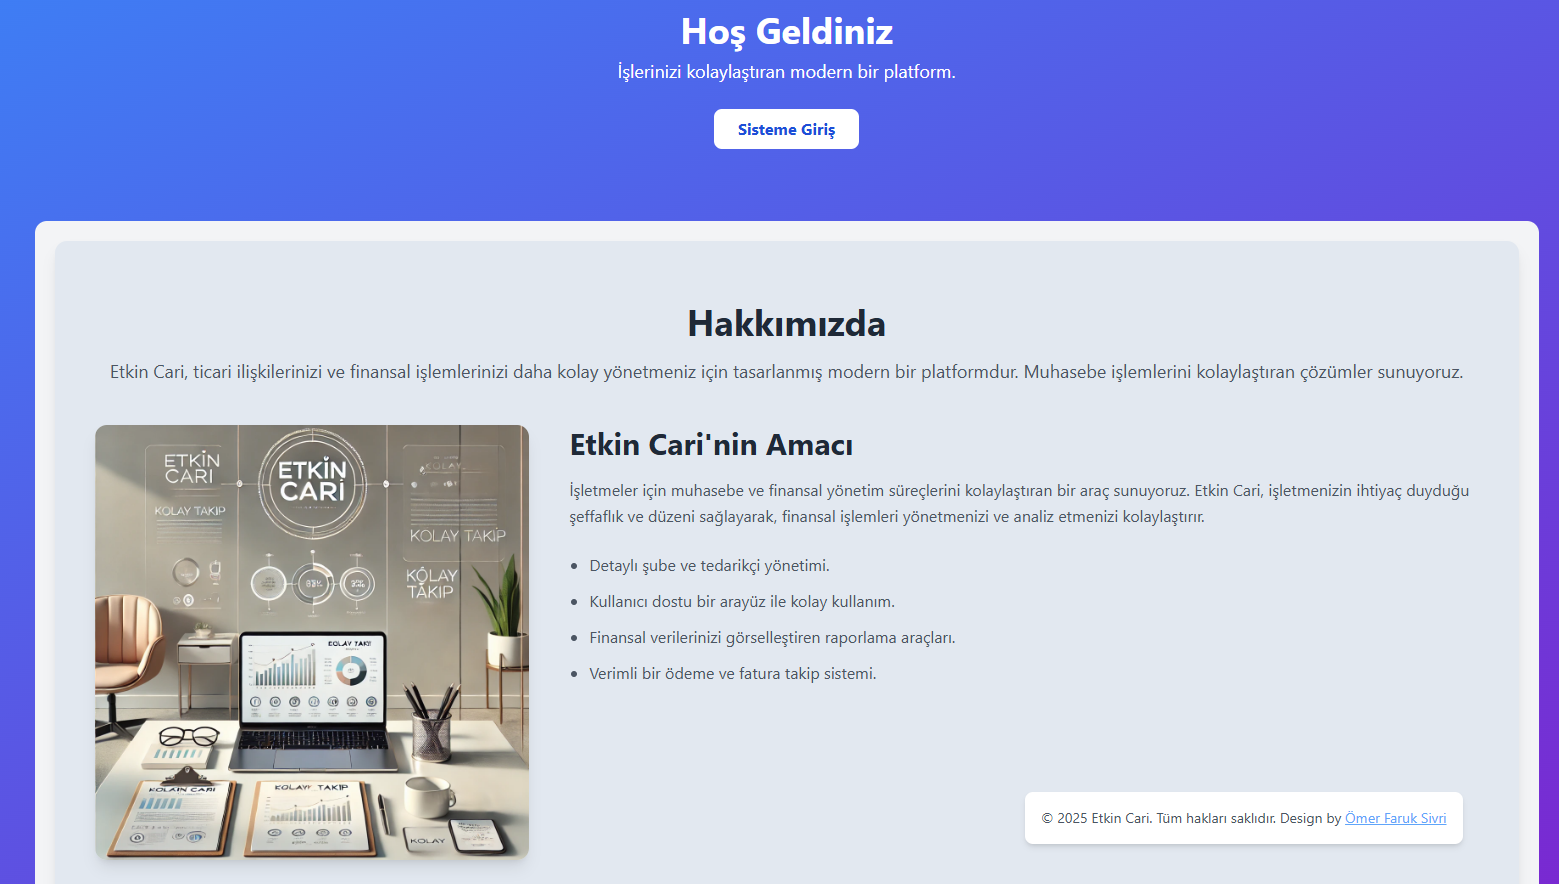 Hoş Geldiniz
İşlerinizi kolaylaştıran modern bir platform.
Sisteme Giriş
Hakkımızda
Etkin Cari, ticari ilişkilerinizi ve finansal işlemlerinizi daha kolay yönetmeniz için tasarlanmış modern bir platformdur. Muhasebe işlemlerini kolaylaştıran çözümler sunuyoruz.
ETKİN
CARI
KOLAY TAKIP
ETKİN
CARİ
KOLAY TAKIP
KOLAY
TAKIP
KOLAY TAKİP
KOLAY
Etkin Cari'nin Amacı
İşletmeler için muhasebe ve finansal yönetim süreçlerini kolaylaştıran bir araç sunuyoruz. Etkin Cari, işletmenizin ihtiyaç duyduğu
şeffaflık ve düzeni sağlayarak, finansal işlemleri yönetmenizi ve analiz etmenizi kolaylaştırır.
Detaylı şube ve tedarikçi yönetimi.
Kullanıcı dostu bir arayüz ile kolay kullanım.
Finansal verilerinizi görselleştiren raporlama araçları.
Verimli bir ödeme ve fatura takip sistemi.
© 2025 Etkin Cari. Tüm hakları saklıdır. Design by Ömer Faruk Sivri